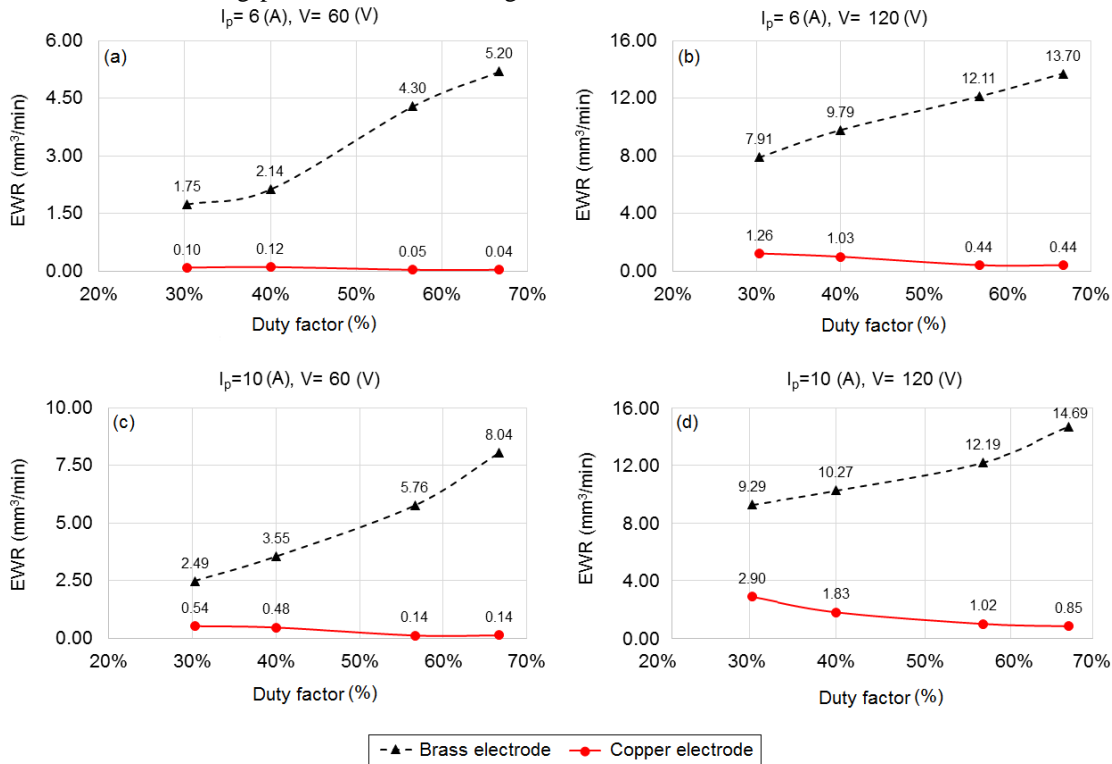 I_p= 6 (A), V= 60 (V)
(a)
EWR (mm³/min)
6.00
4.50
3.00
1.50
0.00
1.75
2.14
4.30
5.20
0.10
0.12
0.05
0.04
20% 30% 40% 50% 60% 70%
Duty factor (%)
I_p= 6 (A), V= 120 (V)
(b)
EWR (mm³/min)
16.00
12.00
8.00
4.00
0.00
7.91
9.79
12.11
13.70
1.26
1.03
0.44
0.44
20% 30% 40% 50% 60% 70%
Duty factor (%)
I_p=10 (A), V= 60 (V)
(c)
EWR (mm³/min)
10.00
7.50
5.00
2.50
0.00
2.49
3.55
5.76
8.04
0.54
0.48
0.14
0.14
20% 30% 40% 50% 60% 70%
Duty factor (%)
I_p=10 (A), V= 120 (V)
(d)
EWR (mm³/min)
16.00
12.00
8.00
4.00
0.00
9.29
10.27
12.19
14.69
2.90
1.83
1.02
0.85
20% 30% 40% 50% 60% 70%
Duty factor (%)
Brass electrode Copper electrode